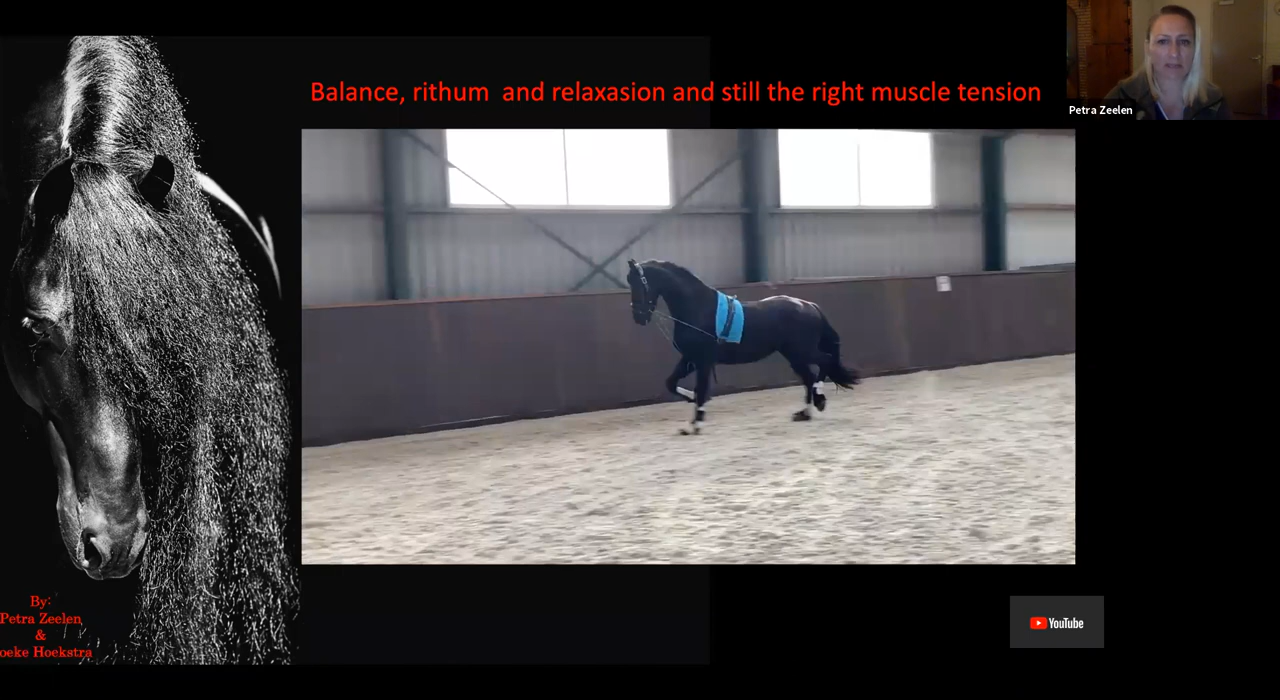 Balance, rithum  and relaxasion and still the right muscle tension
Petra Zeelen
By:
Petra Zeelen
&
oeke Hoekstra
YouTube